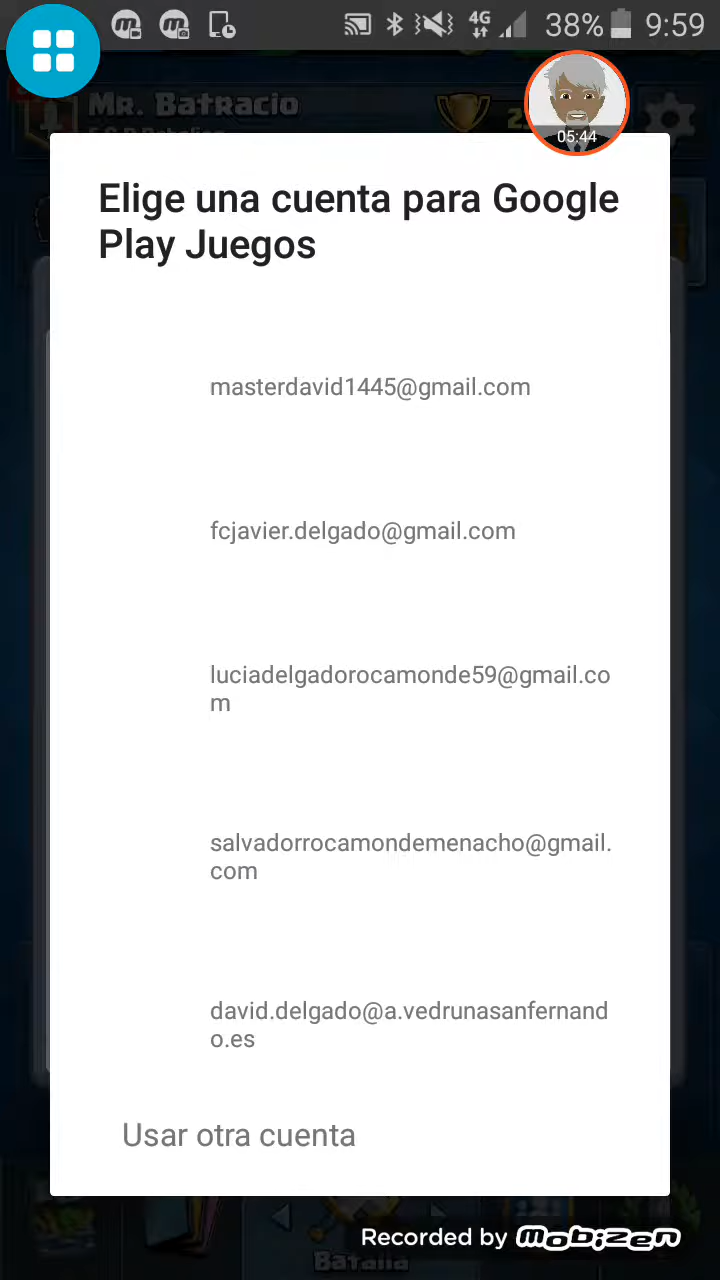 4G 38% 9:59
Mr. Batracio
05:44
Elige una cuenta para Google
Play Juegos
masterdavid1445@gmail.com
fcjavier.delgado@gmail.com
luciadelgadorocamonde59@gmail.co
m
salvadorrocamondemenacho@gmail.
com
david.delgado@a.vedrunasanfernand
o.es
Usar otra cuenta
Recorded by mobizen
Batalla